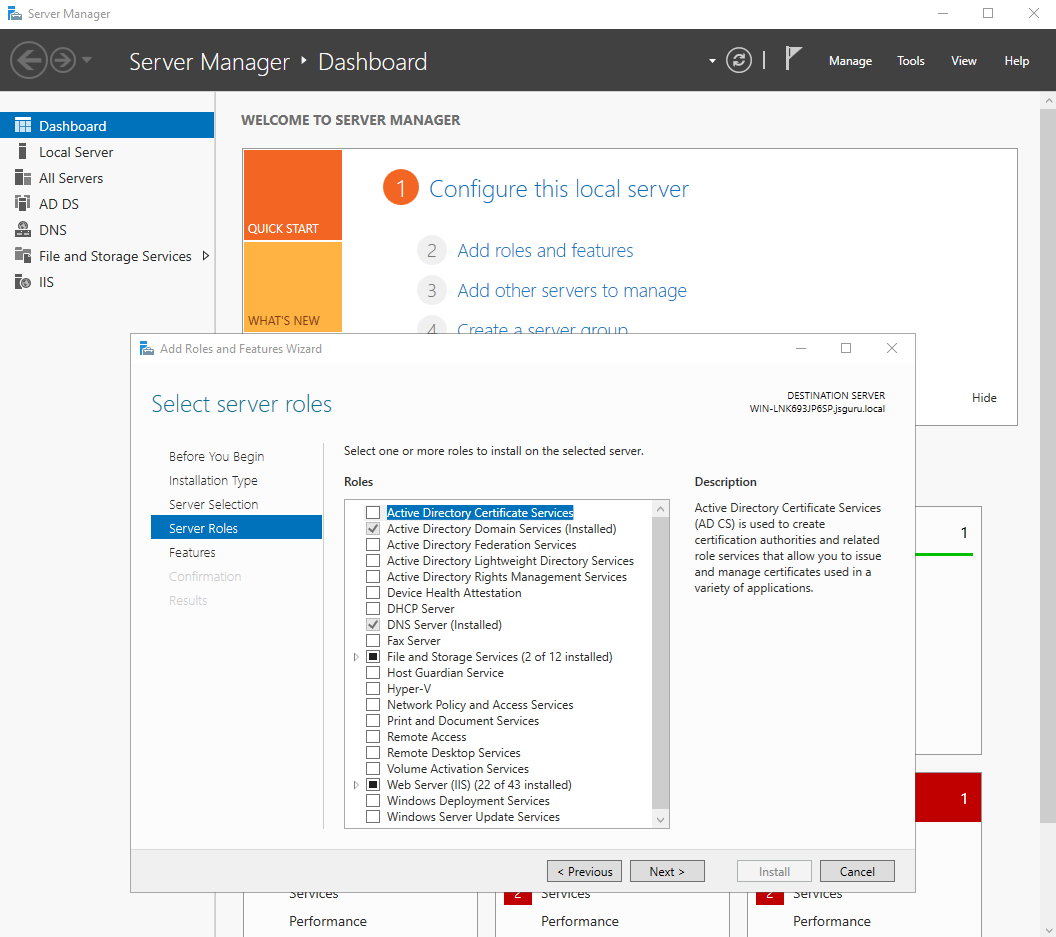 Server Manager
Server Manager ‣ Dashboard
Manage Tools View Help
Dashboard
Local Server
All Servers
AD DS
DNS
File and Storage Services
IIS
WELCOME TO SERVER MANAGER
QUICK START
WHAT'S NEW
1 Configure this local server
2 Add roles and features
3 Add other servers to manage
4 Create a server group
Hide
Add Roles and Features Wizard
Select server roles
DESTINATION SERVER
WIN-LNK693JP6SP.jsguru.local
Before You Begin
Installation Type
Server Selection
Server Roles
Features
Confirmation
Results
Select one or more roles to install on the selected server.
Roles
Active Directory Certificate Services
Active Directory Domain Services (Installed)
Active Directory Federation Services
Active Directory Lightweight Directory Services
Active Directory Rights Management Services
Device Health Attestation
DHCP Server
DNS Server (Installed)
Fax Server
File and Storage Services (2 of 12 installed)
Host Guardian Service
Hyper-V
Network Policy and Access Services
Print and Document Services
Remote Access
Remote Desktop Services
Volume Activation Services
Web Server (IIS) (22 of 43 installed)
Windows Deployment Services
Windows Server Update Services
Description
Active Directory Certificate Services
(AD CS) is used to create
certification authorities and related
role services that allow you to issue
and manage certificates used in a
variety of applications.
1
1
< Previous
Next >
Install
Cancel
Services
2 Services
2 Services
Performance
Performance
Performance